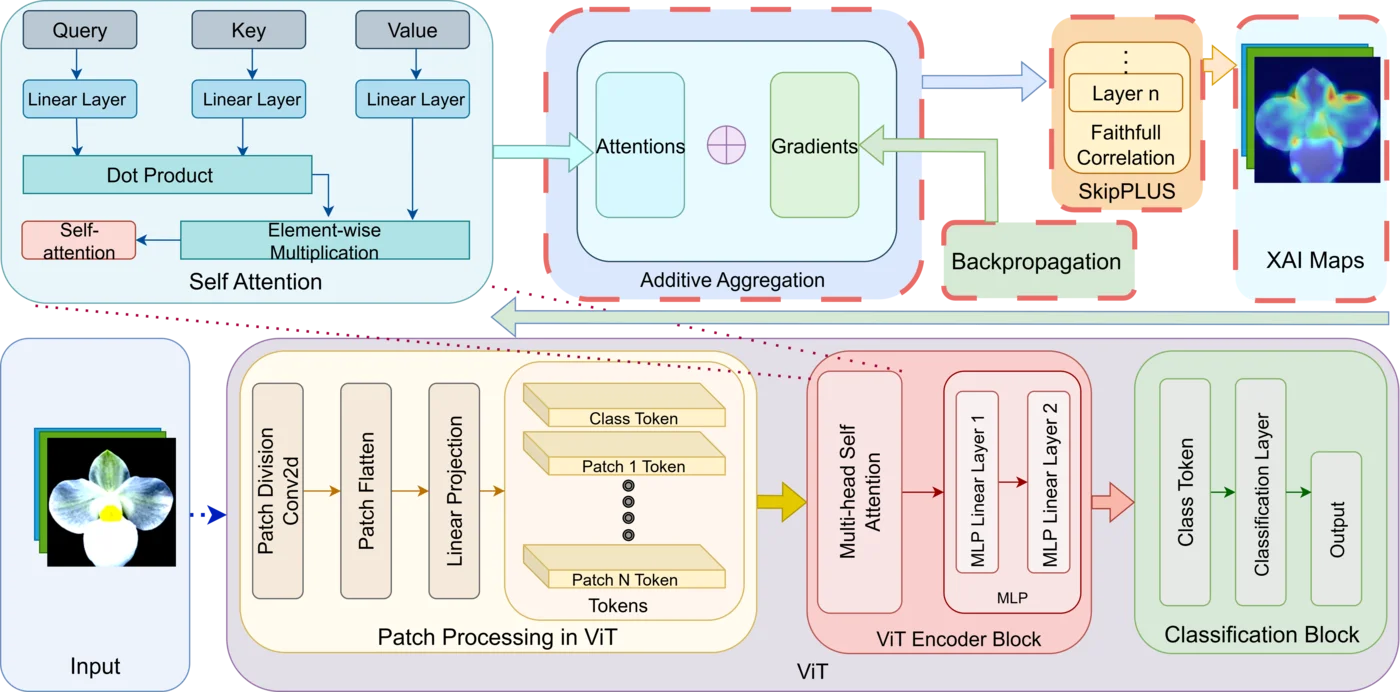 Query
Key
Value
Linear Layer
Linear Layer
Linear Layer
Dot Product
Self-
attention
Element-wise
Multiplication
Self Attention
Attentions
Gradients
Additive Aggregation
Backpropagation
Layer n
Faithfull
Correlation
SkipPLUS
XAI Maps
Input
Patch Division
Conv2d
Patch Flatten
Linear Projection
Class Token
Patch 1 Token
Patch N Token
Tokens
Patch Processing in ViT
Multi-head Self
Attention
MLP Linear Layer 1
MLP Linear Layer 2
MLP
ViT Encoder Block
Class Token
Classification Layer
Output
Classification Block
ViT